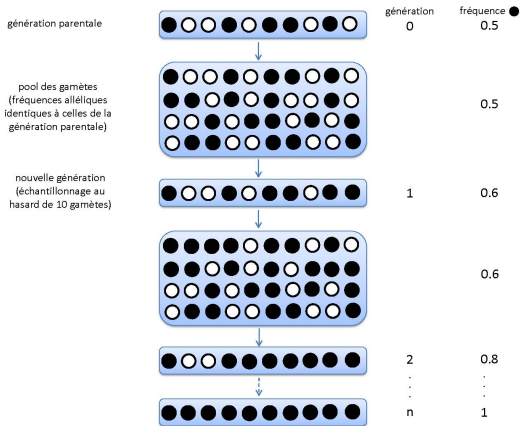 génération fréquence
génération parentale 0 0.5
pool des gamètes
(fréquences alléliques
identiques à celles de la
génération parentale)
0.5
nouvelle génération
(échantillonnage au
hasard de 10 gamètes)
1 0.6
0.6
2 0.8
n 1